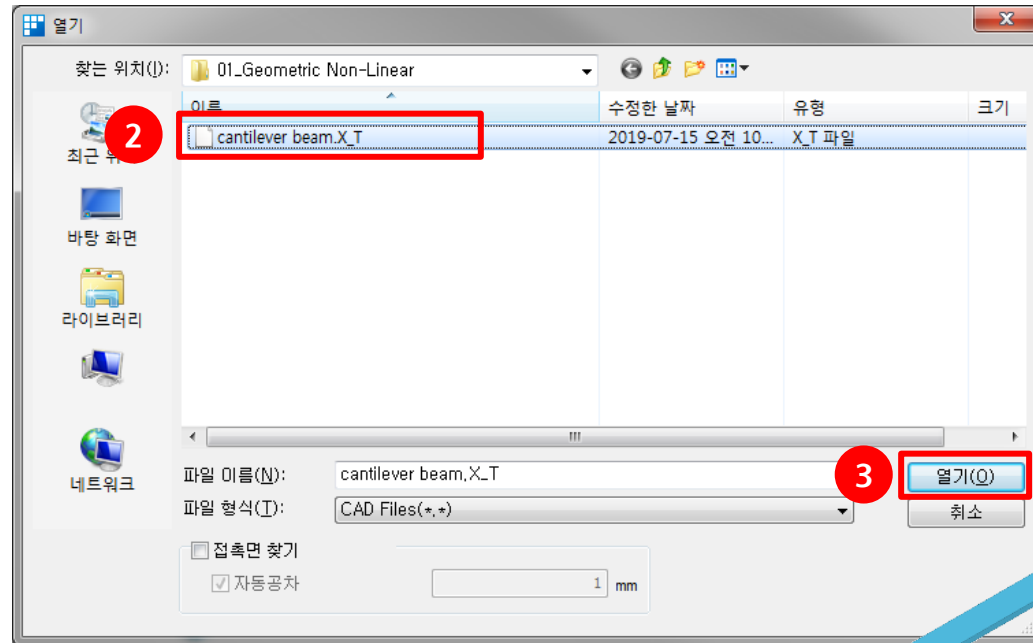 열기
찾는 위치(I): 01_Geometric Non-Linear
이름 수정한 날짜 유형 크기
2 cantilever beam.X_T 2019-07-15 오전 10... X_T 파일
최근
바탕 화면
라이브러리
네트워크
파일 이름(N): cantilever beam.X_T 3 열기(O)
파일 형식(T): CAD Files(*.*) 취소
접촉면 찾기
자동공차 1 mm